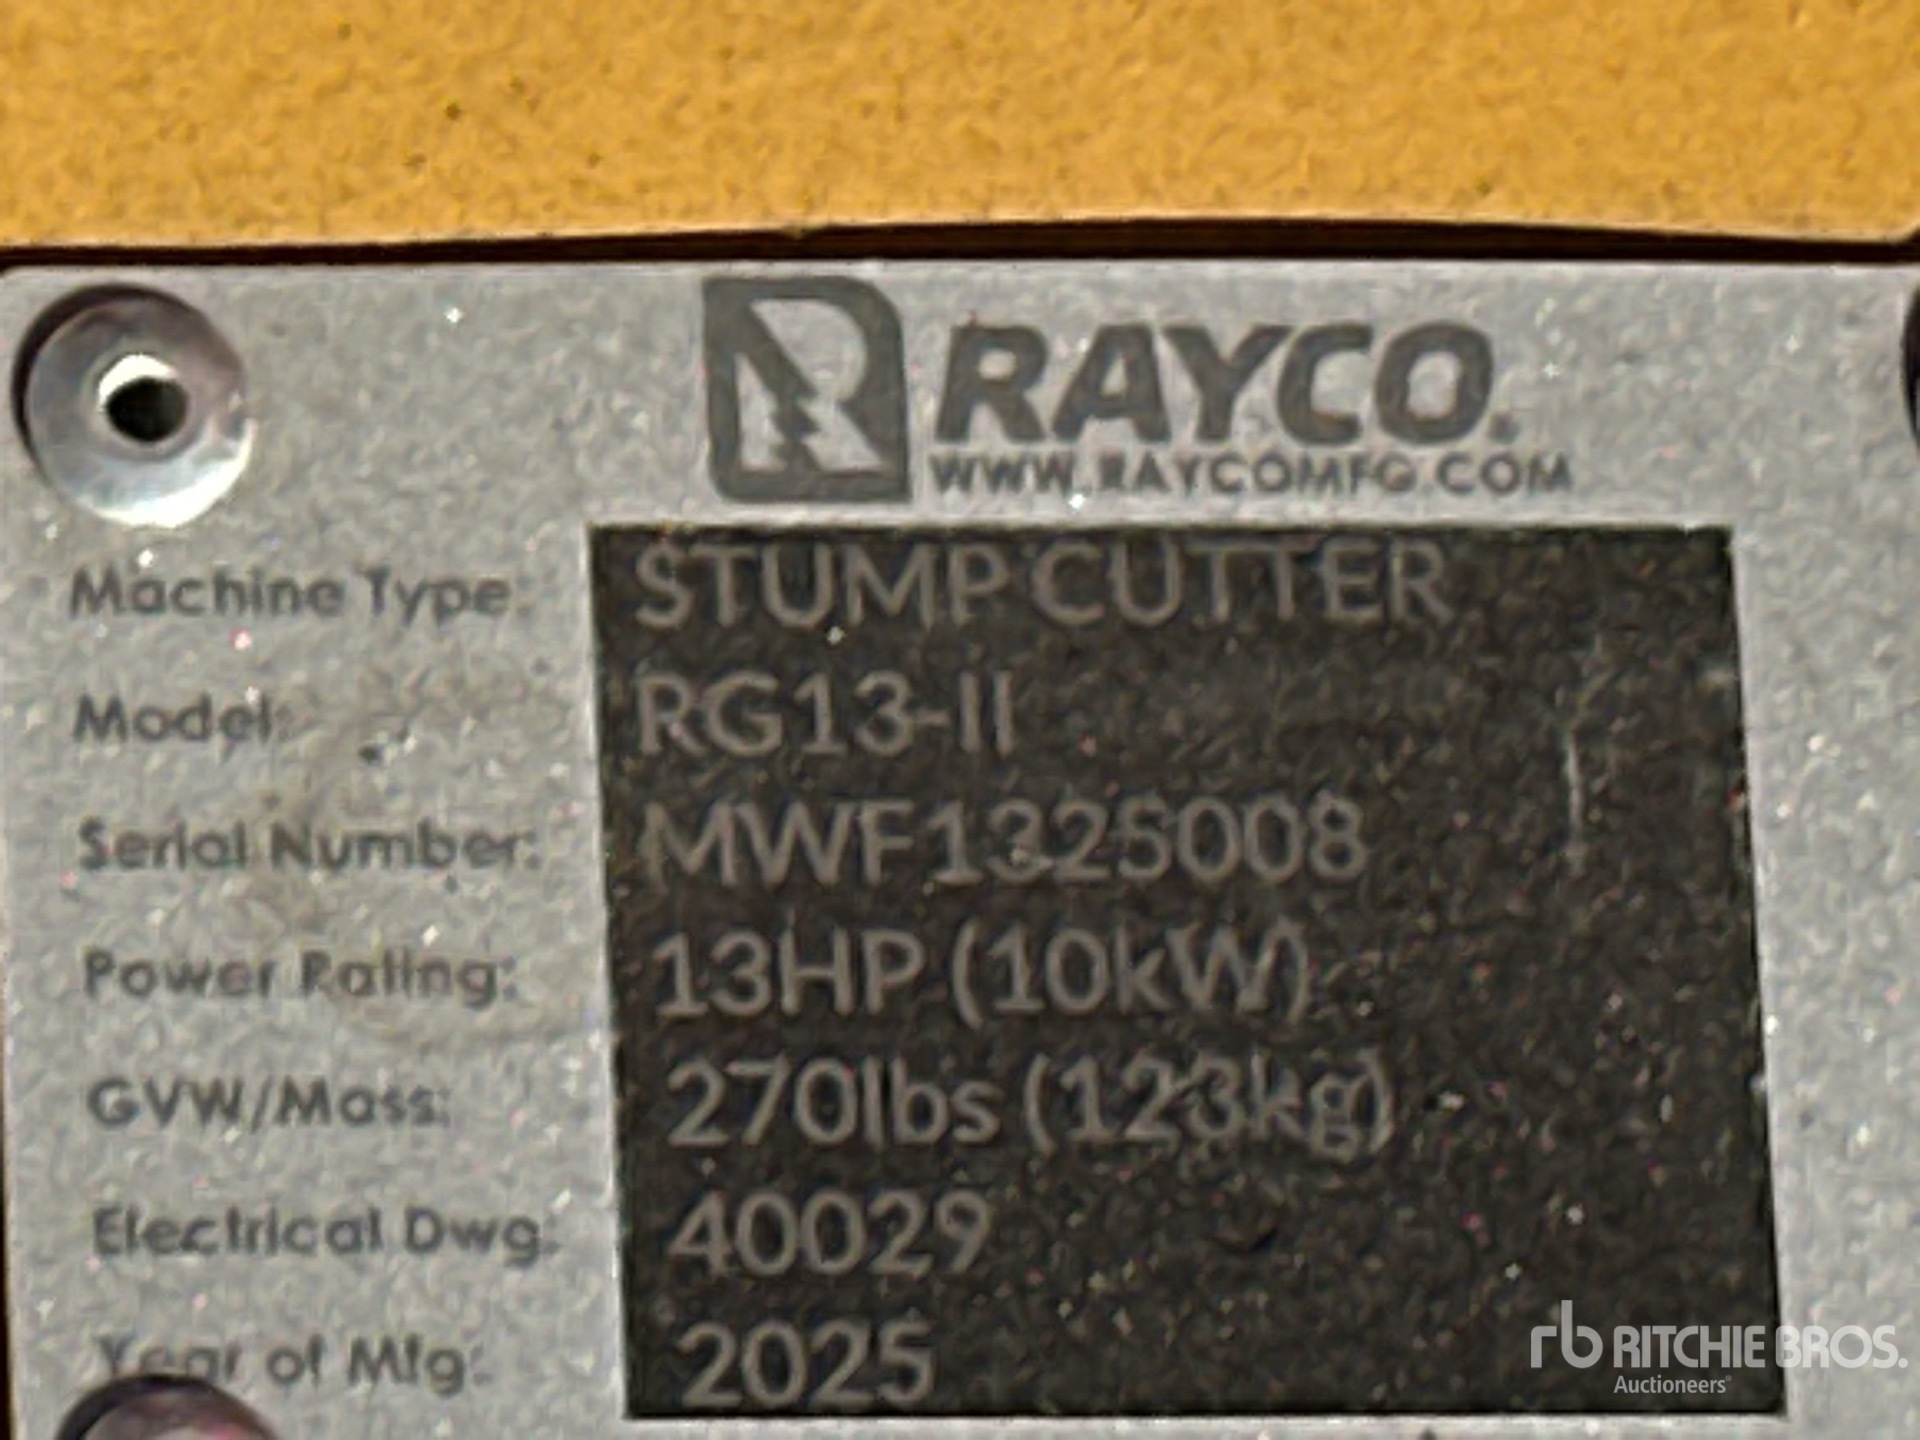 RAYCO.
WWW.RAYCOMFG.COM
Machine Type: STUMP CUTTER
Model: RG13-II
Serial Number: MWF1325008
Power Rating: 13HP (10kW)
GVW/Mass: 270lbs (123kg)
Electrical Dwg: 40029
Year of Mfg: 2025
rb RITCHIE BROS.
Auctioneers®